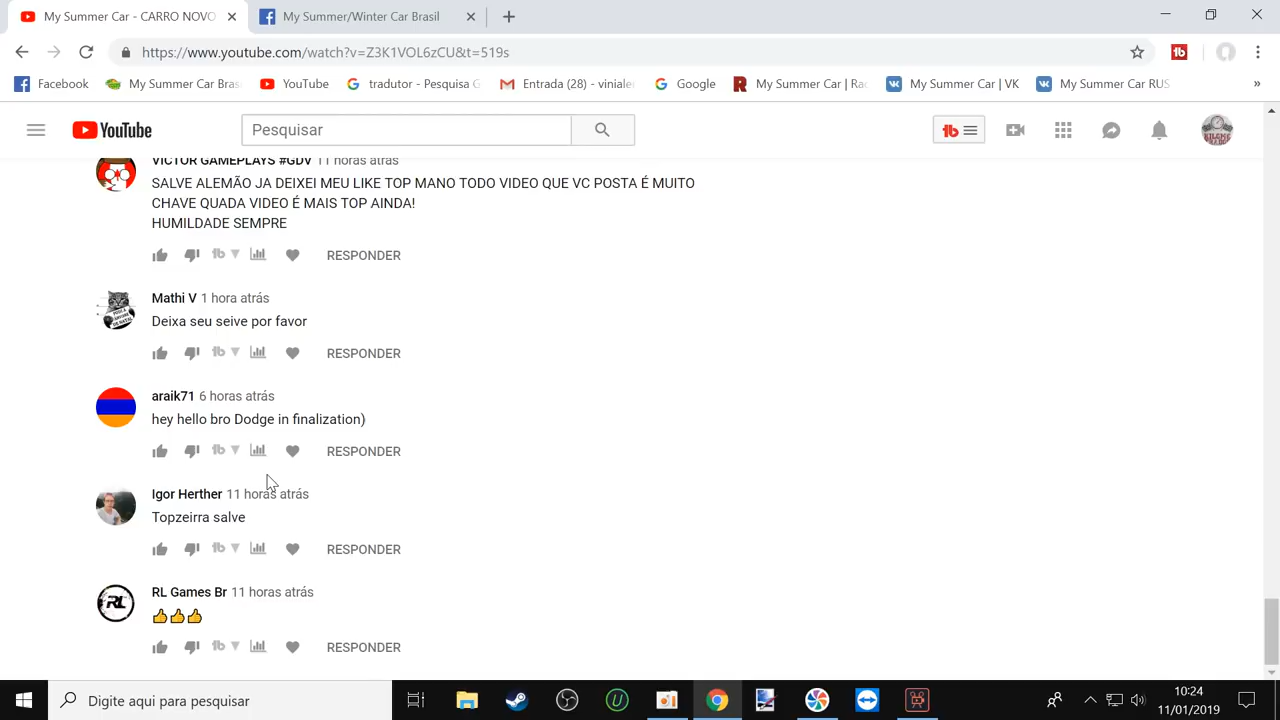 My Summer Car - CARRO NOVO
My Summer/Winter Car Brasil
https://www.youtube.com/watch?v=Z3K1VOL6zCU&t=519s
Facebook
My Summer Car Bras
YouTube
tradutor - Pesquisa G
Entrada (28) - viniale
Google
My Summer Car | Ra
My Summer Car | VK
My Summer Car RUS
»
YouTube
Pesquisar
VICTOR GAMEPLAYS #GDV 11 horas atrás
SALVE ALEMÃO JA DEIXEI MEU LIKE TOP MANO TODO VIDEO QUE VC POSTA É MUITO
CHAVE QUADA VIDEO É MAIS TOP AINDA!
HUMILDADE SEMPRE
RESPONDER
Mathi V 1 hora atrás
Deixa seu seive por favor
RESPONDER
araik71 6 horas atrás
hey hello bro Dodge in finalization)
RESPONDER
Igor Herther 11 horas atrás
Topzeirra salve
RESPONDER
RL
RL Games Br 11 horas atrás
👍👍👍
RESPONDER
Digite aqui para pesquisar
10:24
11/01/2019